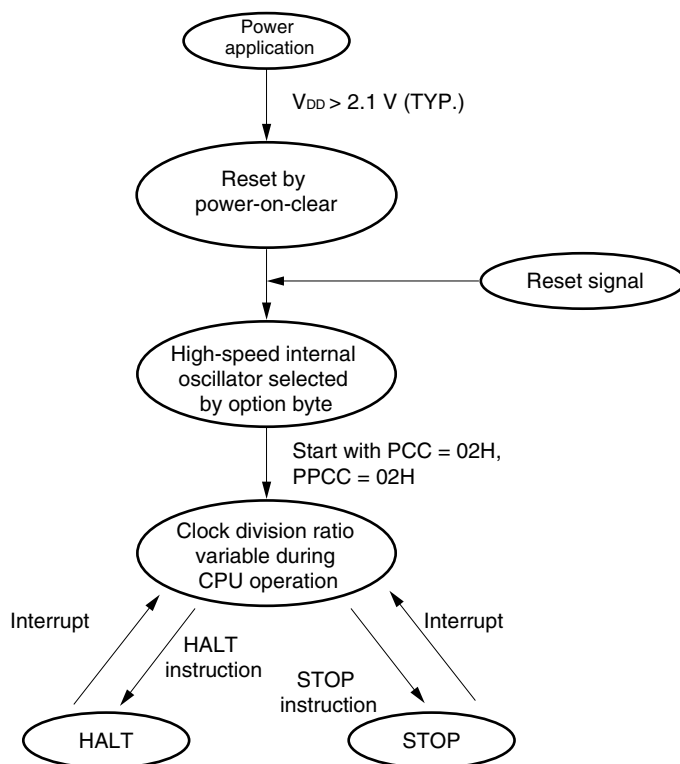 Power
application
VDD > 2.1 V (TYP.)
Reset by
power-on-clear
Reset signal
High-speed internal
oscillator selected
by option byte
Start with PCC = 02H,
PPCC = 02H
Clock division ratio
variable during
CPU operation
Interrupt
HALT
instruction
STOP
instruction
Interrupt
HALT
STOP